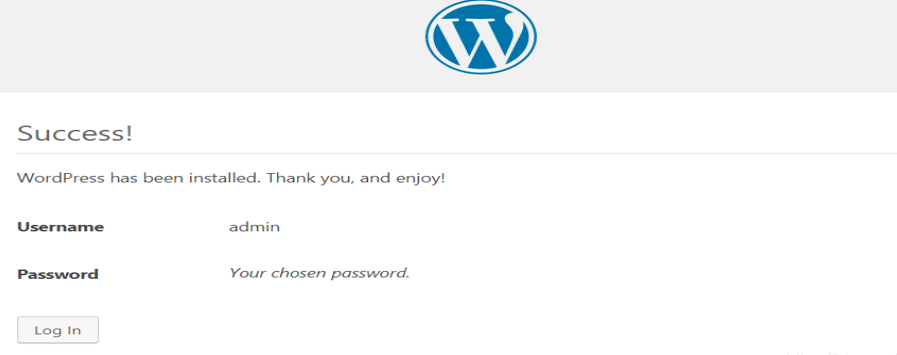 Success!
WordPress has been installed. Thank you, and enjoy!
Username admin
Password Your chosen password.
Log In